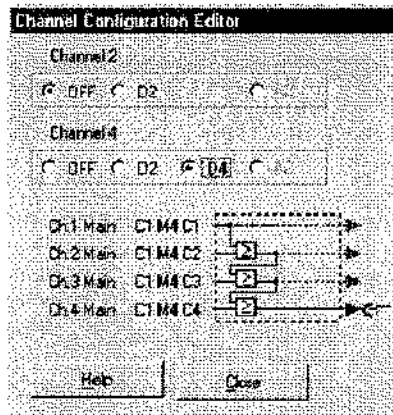 Channel Configuration Editor
Channel 2
OFF D2
Channel 4
OFF D2 D4
Ch.1 Main C1 M4 C1
Ch.2 Main C1 M4 C2
Σ
Ch.3 Main C1 M4 C3
Σ
Ch.4 Main C1 M4 C4
Σ
Help Close